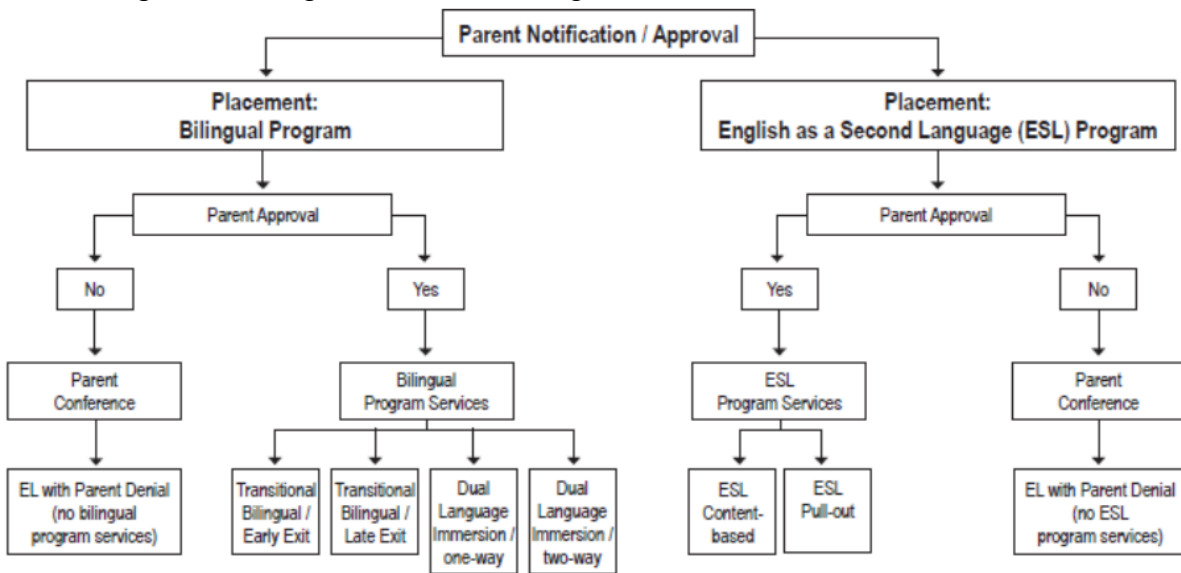 Parent Notification / Approval
Placement:
Bilingual Program
Placement:
English as a Second Language (ESL) Program
Parent Approval
Parent Approval
No
Yes
Yes
No
Parent
Conference
Bilingual
Program Services
ESL
Program Services
Parent
Conference
EL with Parent Denial
(no bilingual
program services)
Transitional
Bilingual /
Early Exit
Transitional
Bilingual /
Late Exit
Dual
Language
Immersion /
one-way
Dual
Language
Immersion /
two-way
ESL
Content-
based
ESL
Pull-out
EL with Parent Denial
(no ESL
program services)